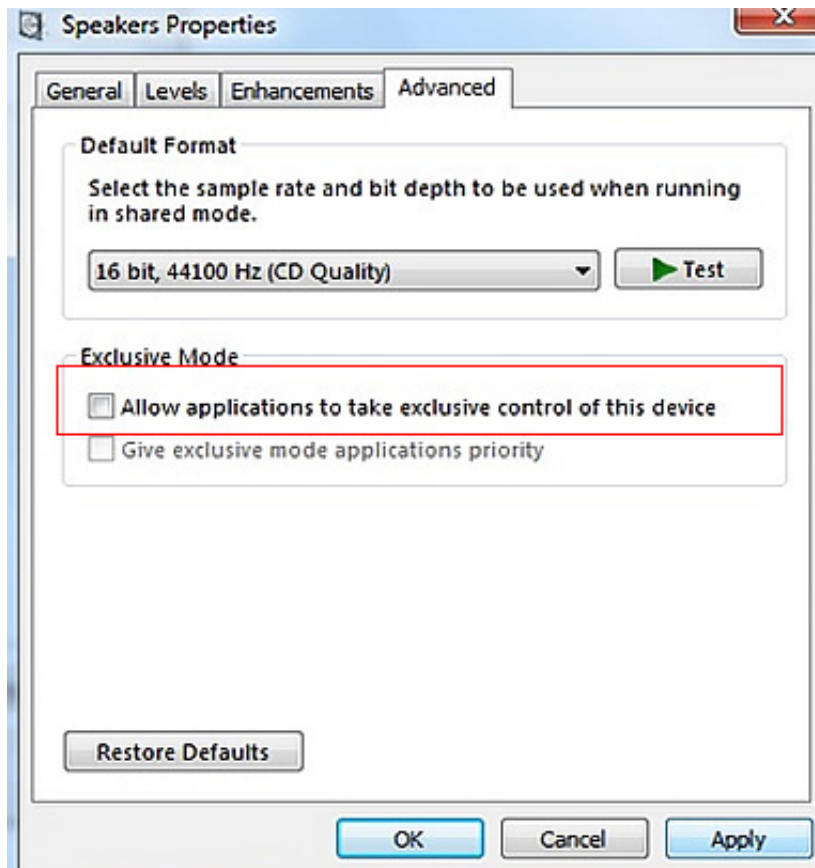 Speakers Properties
General Levels Enhancements Advanced
Default Format
Select the sample rate and bit depth to be used when running
in shared mode.
16 bit, 44100 Hz (CD Quality)
Test
Exclusive Mode
Allow applications to take exclusive control of this device
Give exclusive mode applications priority
Restore Defaults
OK Cancel Apply